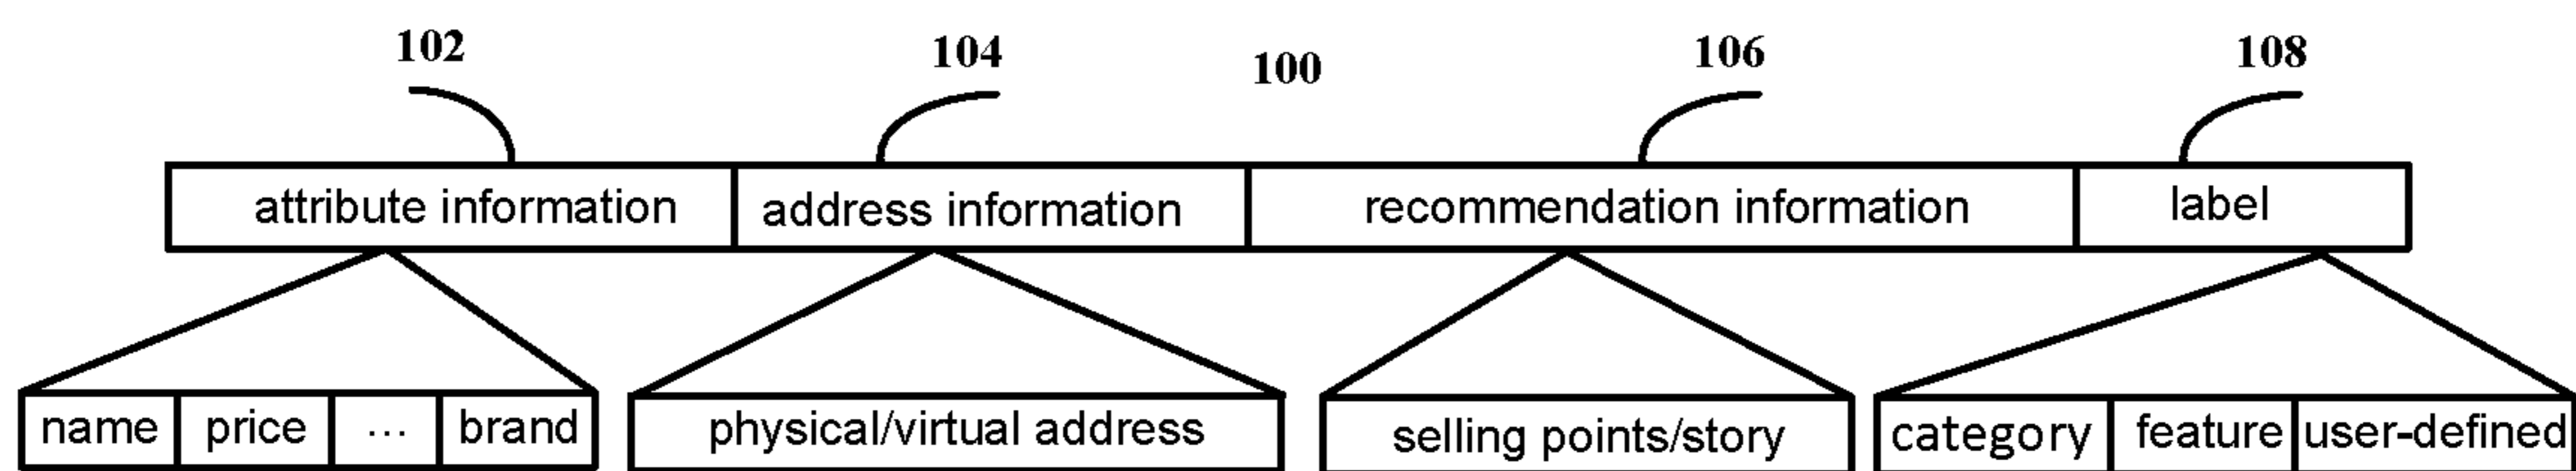 102 104 100 106 108
attribute information address information recommendation information label
name price ... brand physical/virtual address selling points/story category feature user-defined